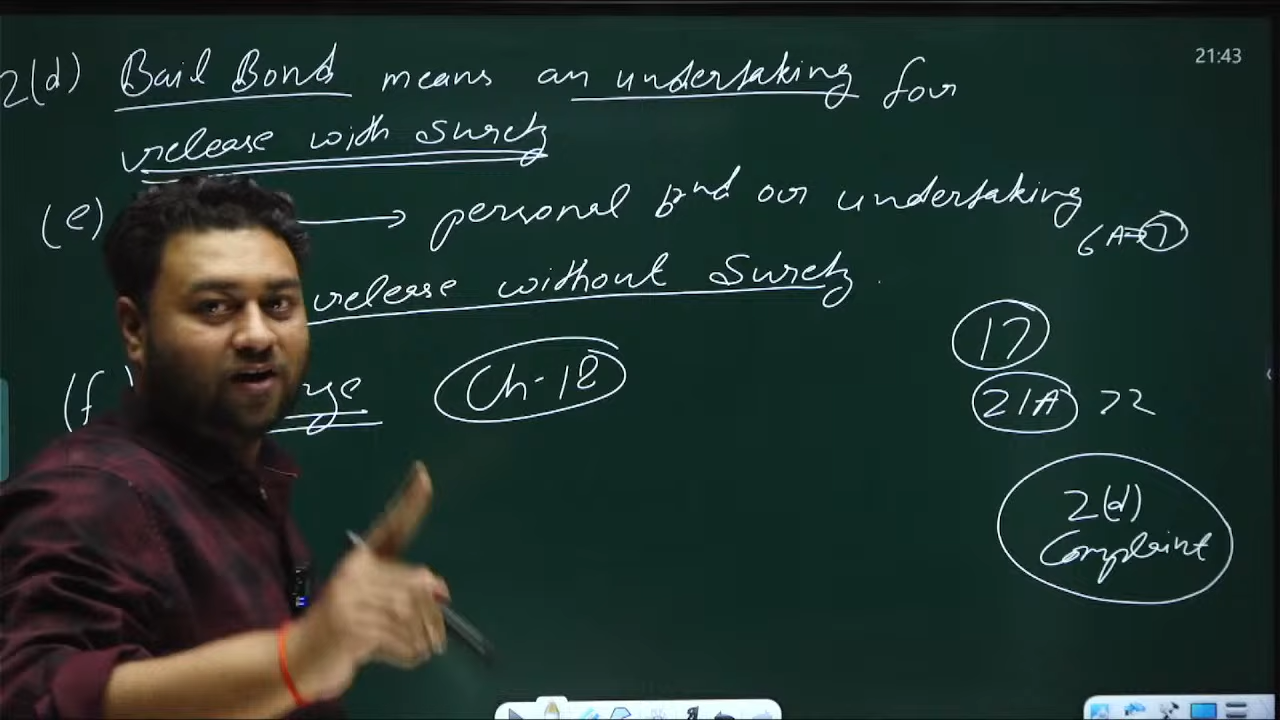 21:43
2(d) Bail Bond means an undertaking for
release with Surety
(e) → personal bond or undertaking
6A⇒7
release without Surety.
17
(f) rge Ch-18
21A 22
2(d)
Complaint